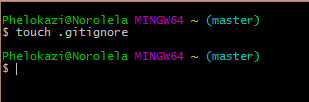 Phelokazi@Norolela MINGW64 ~ (master)
$ touch .gitignore
Phelokazi@Norolela MINGW64 ~ (master)
$